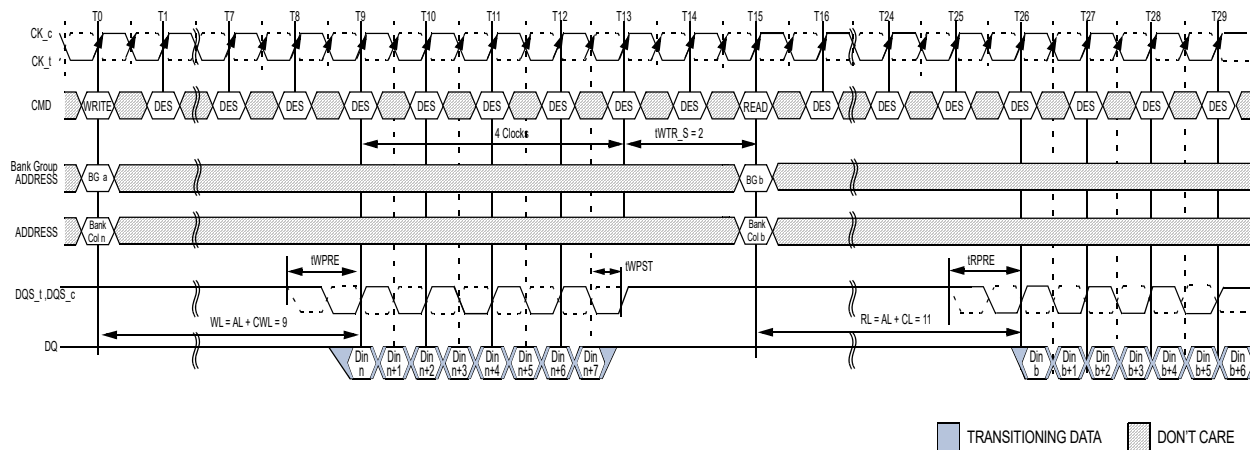 T0 T1 T7 T8 T9 T10 T11 T12 T13 T14 T15 T16 T24 T25 T26 T27 T28 T29
CK_c
CK_t
CMD WRITE DES DES DES DES DES DES DES DES DES READ DES DES DES DES DES DES DES
4 Clocks tWTR_S = 2
Bank Group
ADDRESS BG a BG b
ADDRESS Bank Col n Bank Col b
tWPRE tWPST tRPRE
DQS_t ,DQS_c
WL = AL + CWL = 9 RL = AL + CL = 11
DQ
Din n Din n+1 Din n+2 Din n+3 Din n+4 Din n+5 Din n+6 Din n+7 Din b Din b+1 Din b+2 Din b+3 Din b+4 Din b+5 Din b+6
TRANSITIONING DATA DON'T CARE